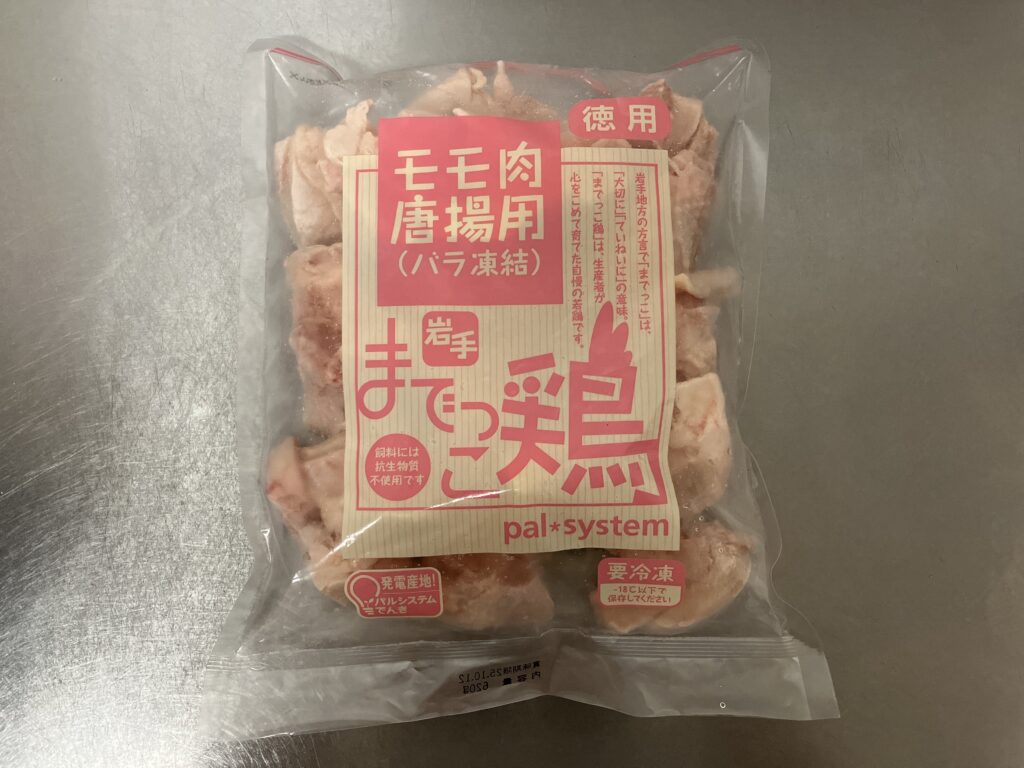 徳用
モモ肉
唐揚用
(バラ凍結)
岩手地方の方言で「までっこ」は、
「大切に」「ていねいに」の意味。
「までっこ鶏」は、生産者が
心をこめて育てた自慢の若鶏です。
岩手
までっこ鶏
飼料には
抗生物質
不使用です
pal*system
発電産地!
パルシステム
でんき
要冷凍
-18℃以下で
保存してください
賞味期限25.10.12
内容量 620g